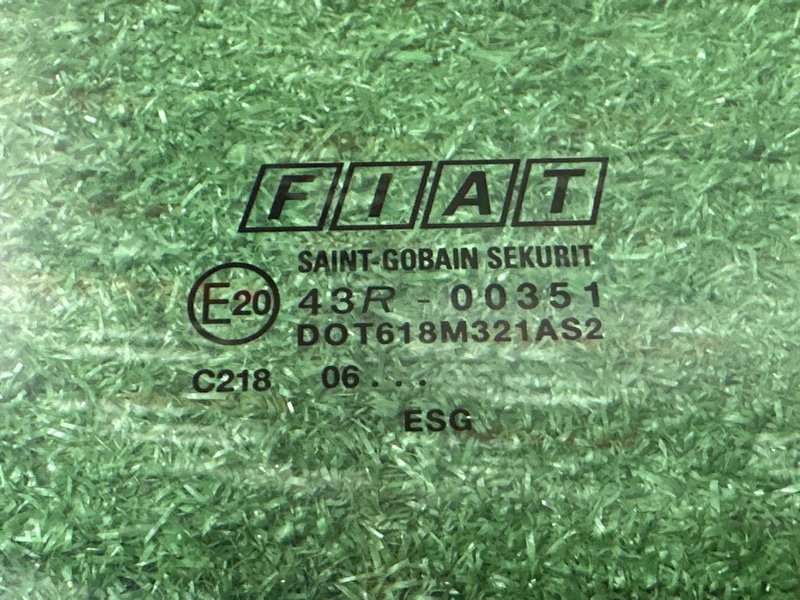 FIAT
SAINT-GOBAIN SEKURIT
E20 43R - 00351
DOT618M321AS2
C218 06...
ESG